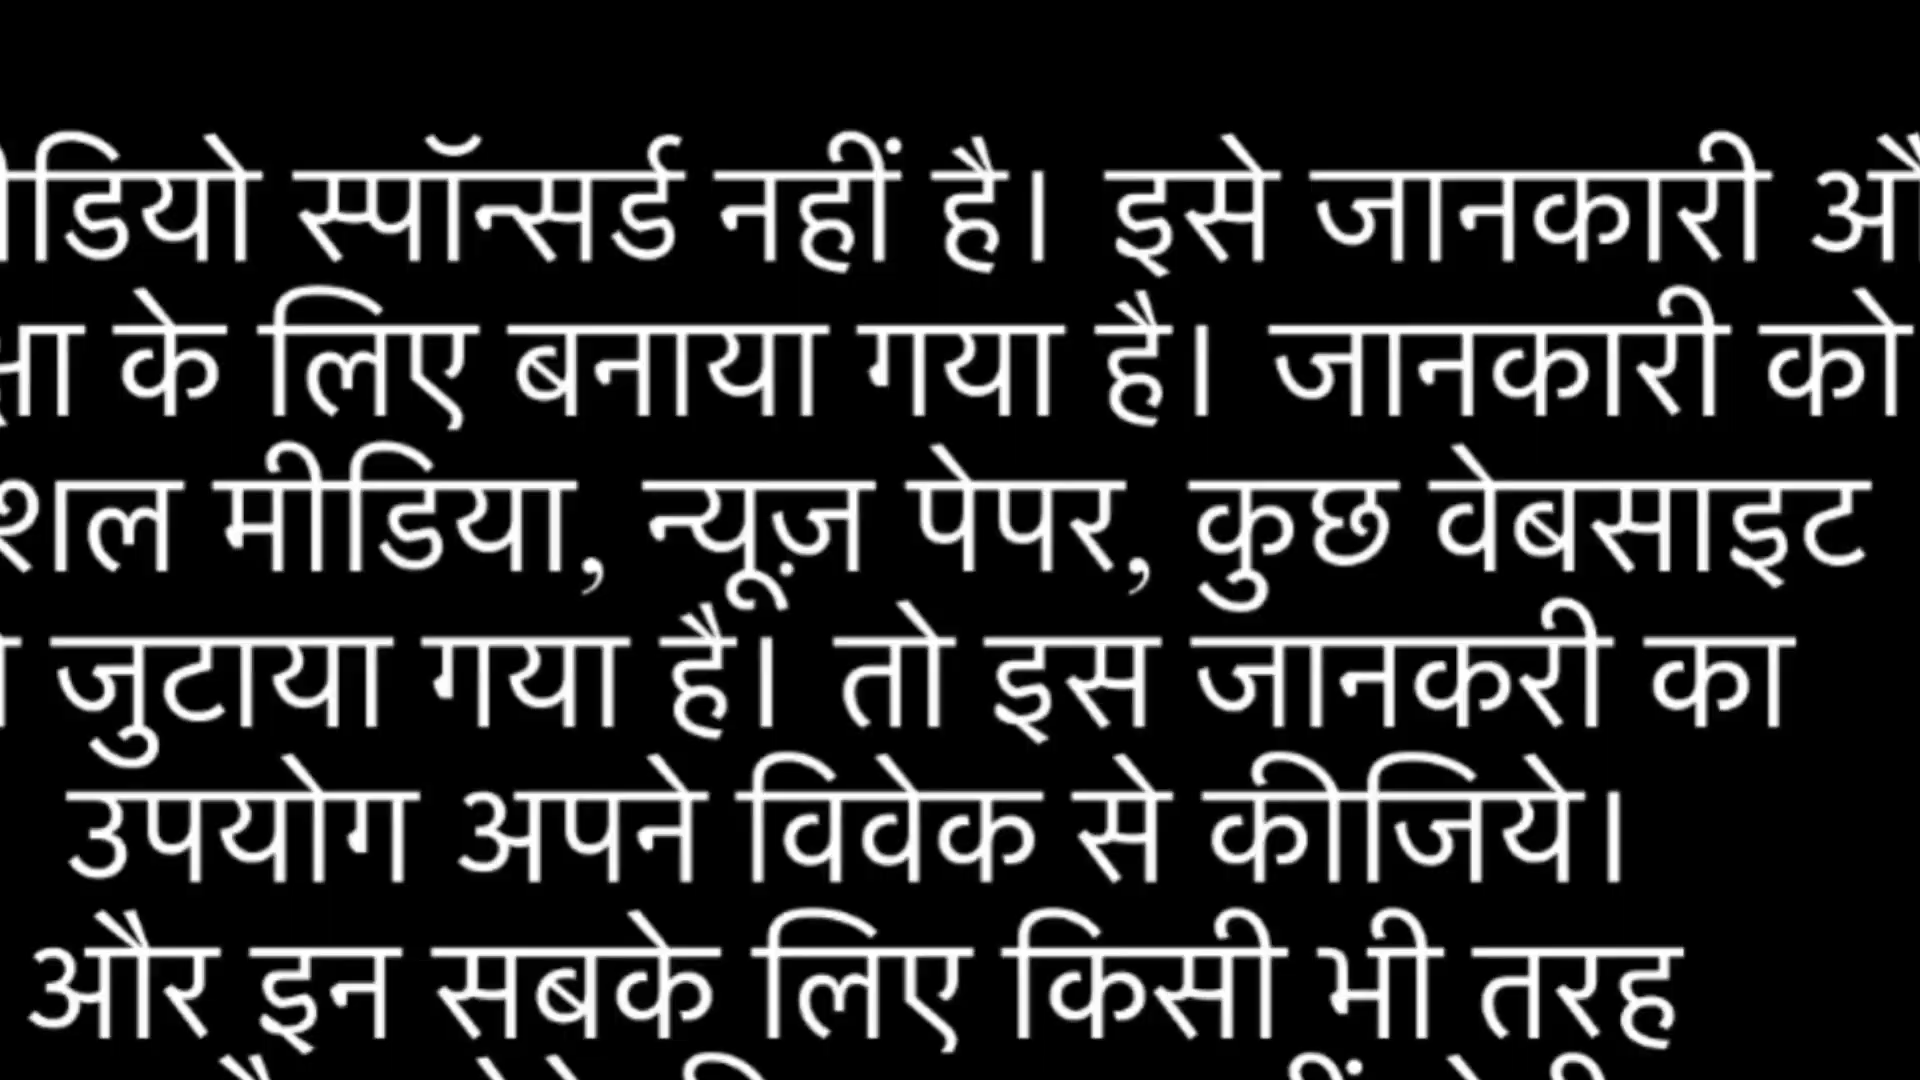 स्पॉन्सर्ड नहीं है। इसे जानकारी
के लिए बनाया गया है। जानकारी को
मीडिया, न्यूज़ पेपर, कुछ वेबसाइट
जुटाया गया है। तो इस जानकरी का
उपयोग अपने विवेक से कीजिये।
और इन सबके लिए किसी भी तरह